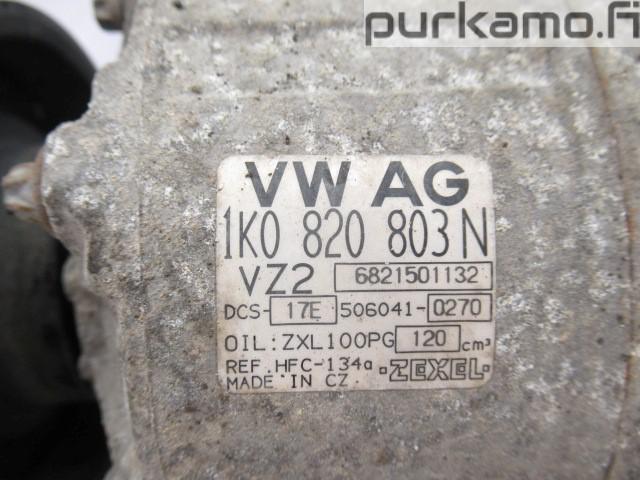 purkamo.fi
VW AG
1K0 820 803 N
VZ2 6821501132
DCS-17E 506041-0270
OIL:ZXL100PG 120 cm³
REF.HFC-134a
MADE IN CZ. ·ZEXEL·